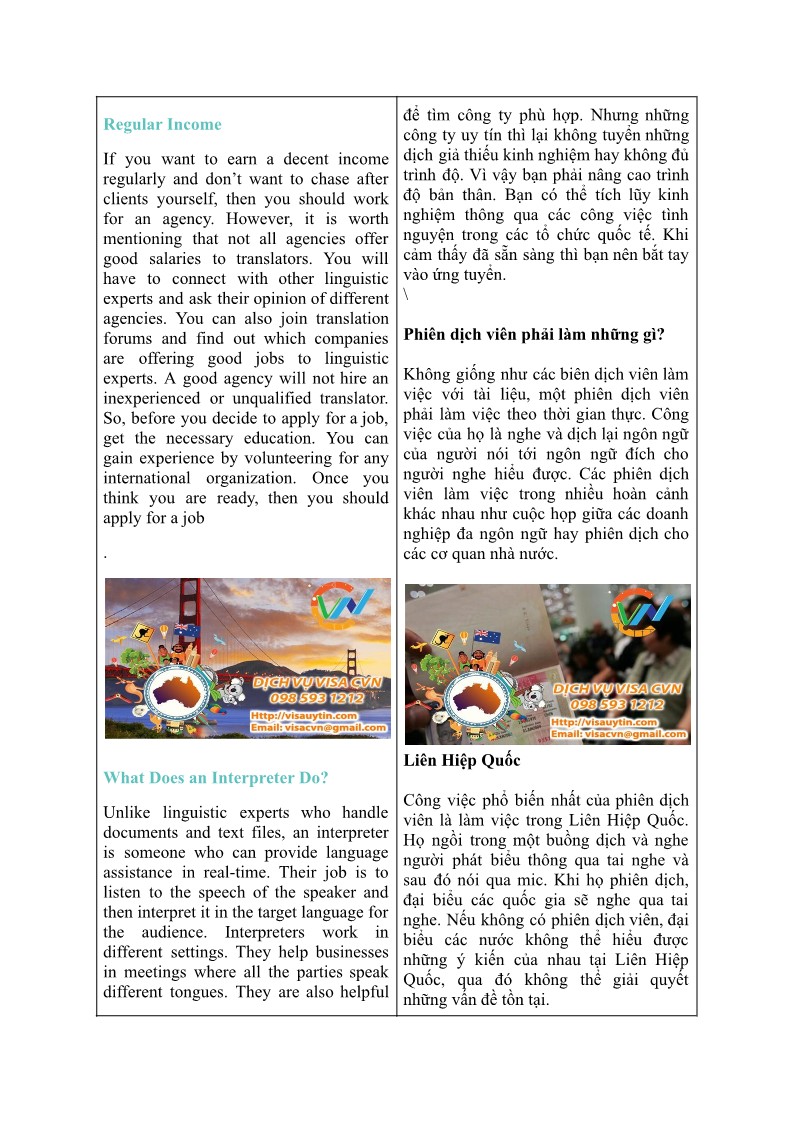 Regular Income
If you want to earn a decent income
regularly and don’t want to chase after
clients yourself, then you should work
for an agency. However, it is worth
mentioning that not all agencies offer
good salaries to translators. You will
have to connect with other linguistic
experts and ask their opinion of different
agencies. You can also join translation
forums and find out which companies
are offering good jobs to linguistic
experts. A good agency will not hire an
inexperienced or unqualified translator.
So, before you decide to apply for a job,
get the necessary education. You can
gain experience by volunteering for any
international organization. Once you
think you are ready, then you should
apply for a job
.
CVN
DỊCH VỤ VISA CVN
098 593 1212
Http://visauytin.com
Email: visacvn@gmail.com
What Does an Interpreter Do?
Unlike linguistic experts who handle
documents and text files, an interpreter
is someone who can provide language
assistance in real-time. Their job is to
listen to the speech of the speaker and
then interpret it in the target language for
the audience. Interpreters work in
different settings. They help businesses
in meetings where all the parties speak
different tongues. They are also helpful
để tìm công ty phù hợp. Nhưng những
công ty uy tín thì lại không tuyển những
dịch giả thiếu kinh nghiệm hay không đủ
trình độ. Vì vậy bạn phải nâng cao trình
độ bản thân. Bạn có thể tích lũy kinh
nghiệm thông qua các công việc tình
nguyện trong các tổ chức quốc tế. Khi
cảm thấy đã sẵn sàng thì bạn nên bắt tay
vào ứng tuyển.
\
Phiên dịch viên phải làm những gì?
Không giống như các biên dịch viên làm
việc với tài liệu, một phiên dịch viên
phải làm việc theo thời gian thực. Công
việc của họ là nghe và dịch lại ngôn ngữ
của người nói tới ngôn ngữ đích cho
người nghe hiểu được. Các phiên dịch
viên làm việc trong nhiều hoàn cảnh
khác nhau như cuộc họp giữa các doanh
nghiệp đa ngôn ngữ hay phiên dịch cho
các cơ quan nhà nước.
CVN
DỊCH VỤ VISA CVN
098 593 1212
Http://visauytin.com
Email: visacvn@gmail.com
Liên Hiệp Quốc
Công việc phổ biến nhất của phiên dịch
viên là làm việc trong Liên Hiệp Quốc.
Họ ngồi trong một buồng dịch và nghe
người phát biểu thông qua tai nghe và
sau đó nói qua mic. Khi họ phiên dịch,
đại biểu các quốc gia sẽ nghe qua tai
nghe. Nếu không có phiên dịch viên, đại
biểu các nước không thể hiểu được
những ý kiến của nhau tại Liên Hiệp
Quốc, qua đó không thể giải quyết
những vấn đề tồn tại.